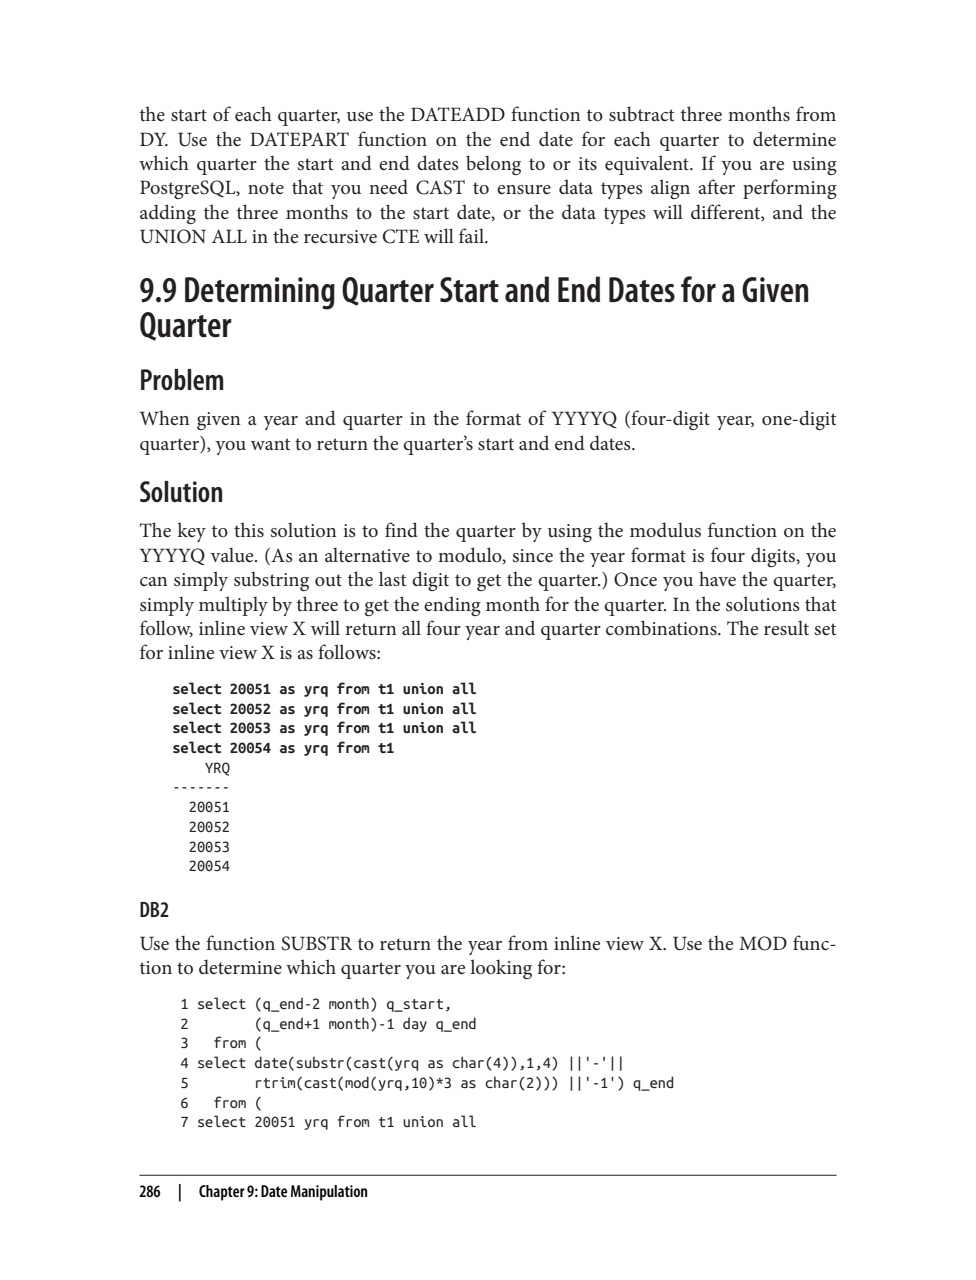 the start of each quarter, use the DATEADD function to subtract three months from
DY. Use the DATEPART function on the end date for each quarter to determine
which quarter the start and end dates belong to or its equivalent. If you are using
PostgreSQL, note that you need CAST to ensure data types align after performing
adding the three months to the start date, or the data types will different, and the
UNION ALL in the recursive CTE will fail.
9.9 Determining Quarter Start and End Dates for a Given
Quarter
Problem
When given a year and quarter in the format of YYYYQ (four-digit year, one-digit
quarter), you want to return the quarter’s start and end dates.
Solution
The key to this solution is to find the quarter by using the modulus function on the
YYYYQ value. (As an alternative to modulo, since the year format is four digits, you
can simply substring out the last digit to get the quarter.) Once you have the quarter,
simply multiply by three to get the ending month for the quarter. In the solutions that
follow, inline view X will return all four year and quarter combinations. The result set
for inline view X is as follows:
select 20051 as yrq from t1 union all
select 20052 as yrq from t1 union all
select 20053 as yrq from t1 union all
select 20054 as yrq from t1
YRQ
-------
20051
20052
20053
20054
DB2
Use the function SUBSTR to return the year from inline view X. Use the MOD func-
tion to determine which quarter you are looking for:
1 select (q_end-2 month) q_start,
2        (q_end+1 month)-1 day q_end
3   from (
4 select date(substr(cast(yrq as char(4)),1,4) ||'-'||
5        rtrim(cast(mod(yrq,10)*3 as char(2))) ||'-1') q_end
6   from (
7 select 20051 yrq from t1 union all
286 | Chapter 9: Date Manipulation